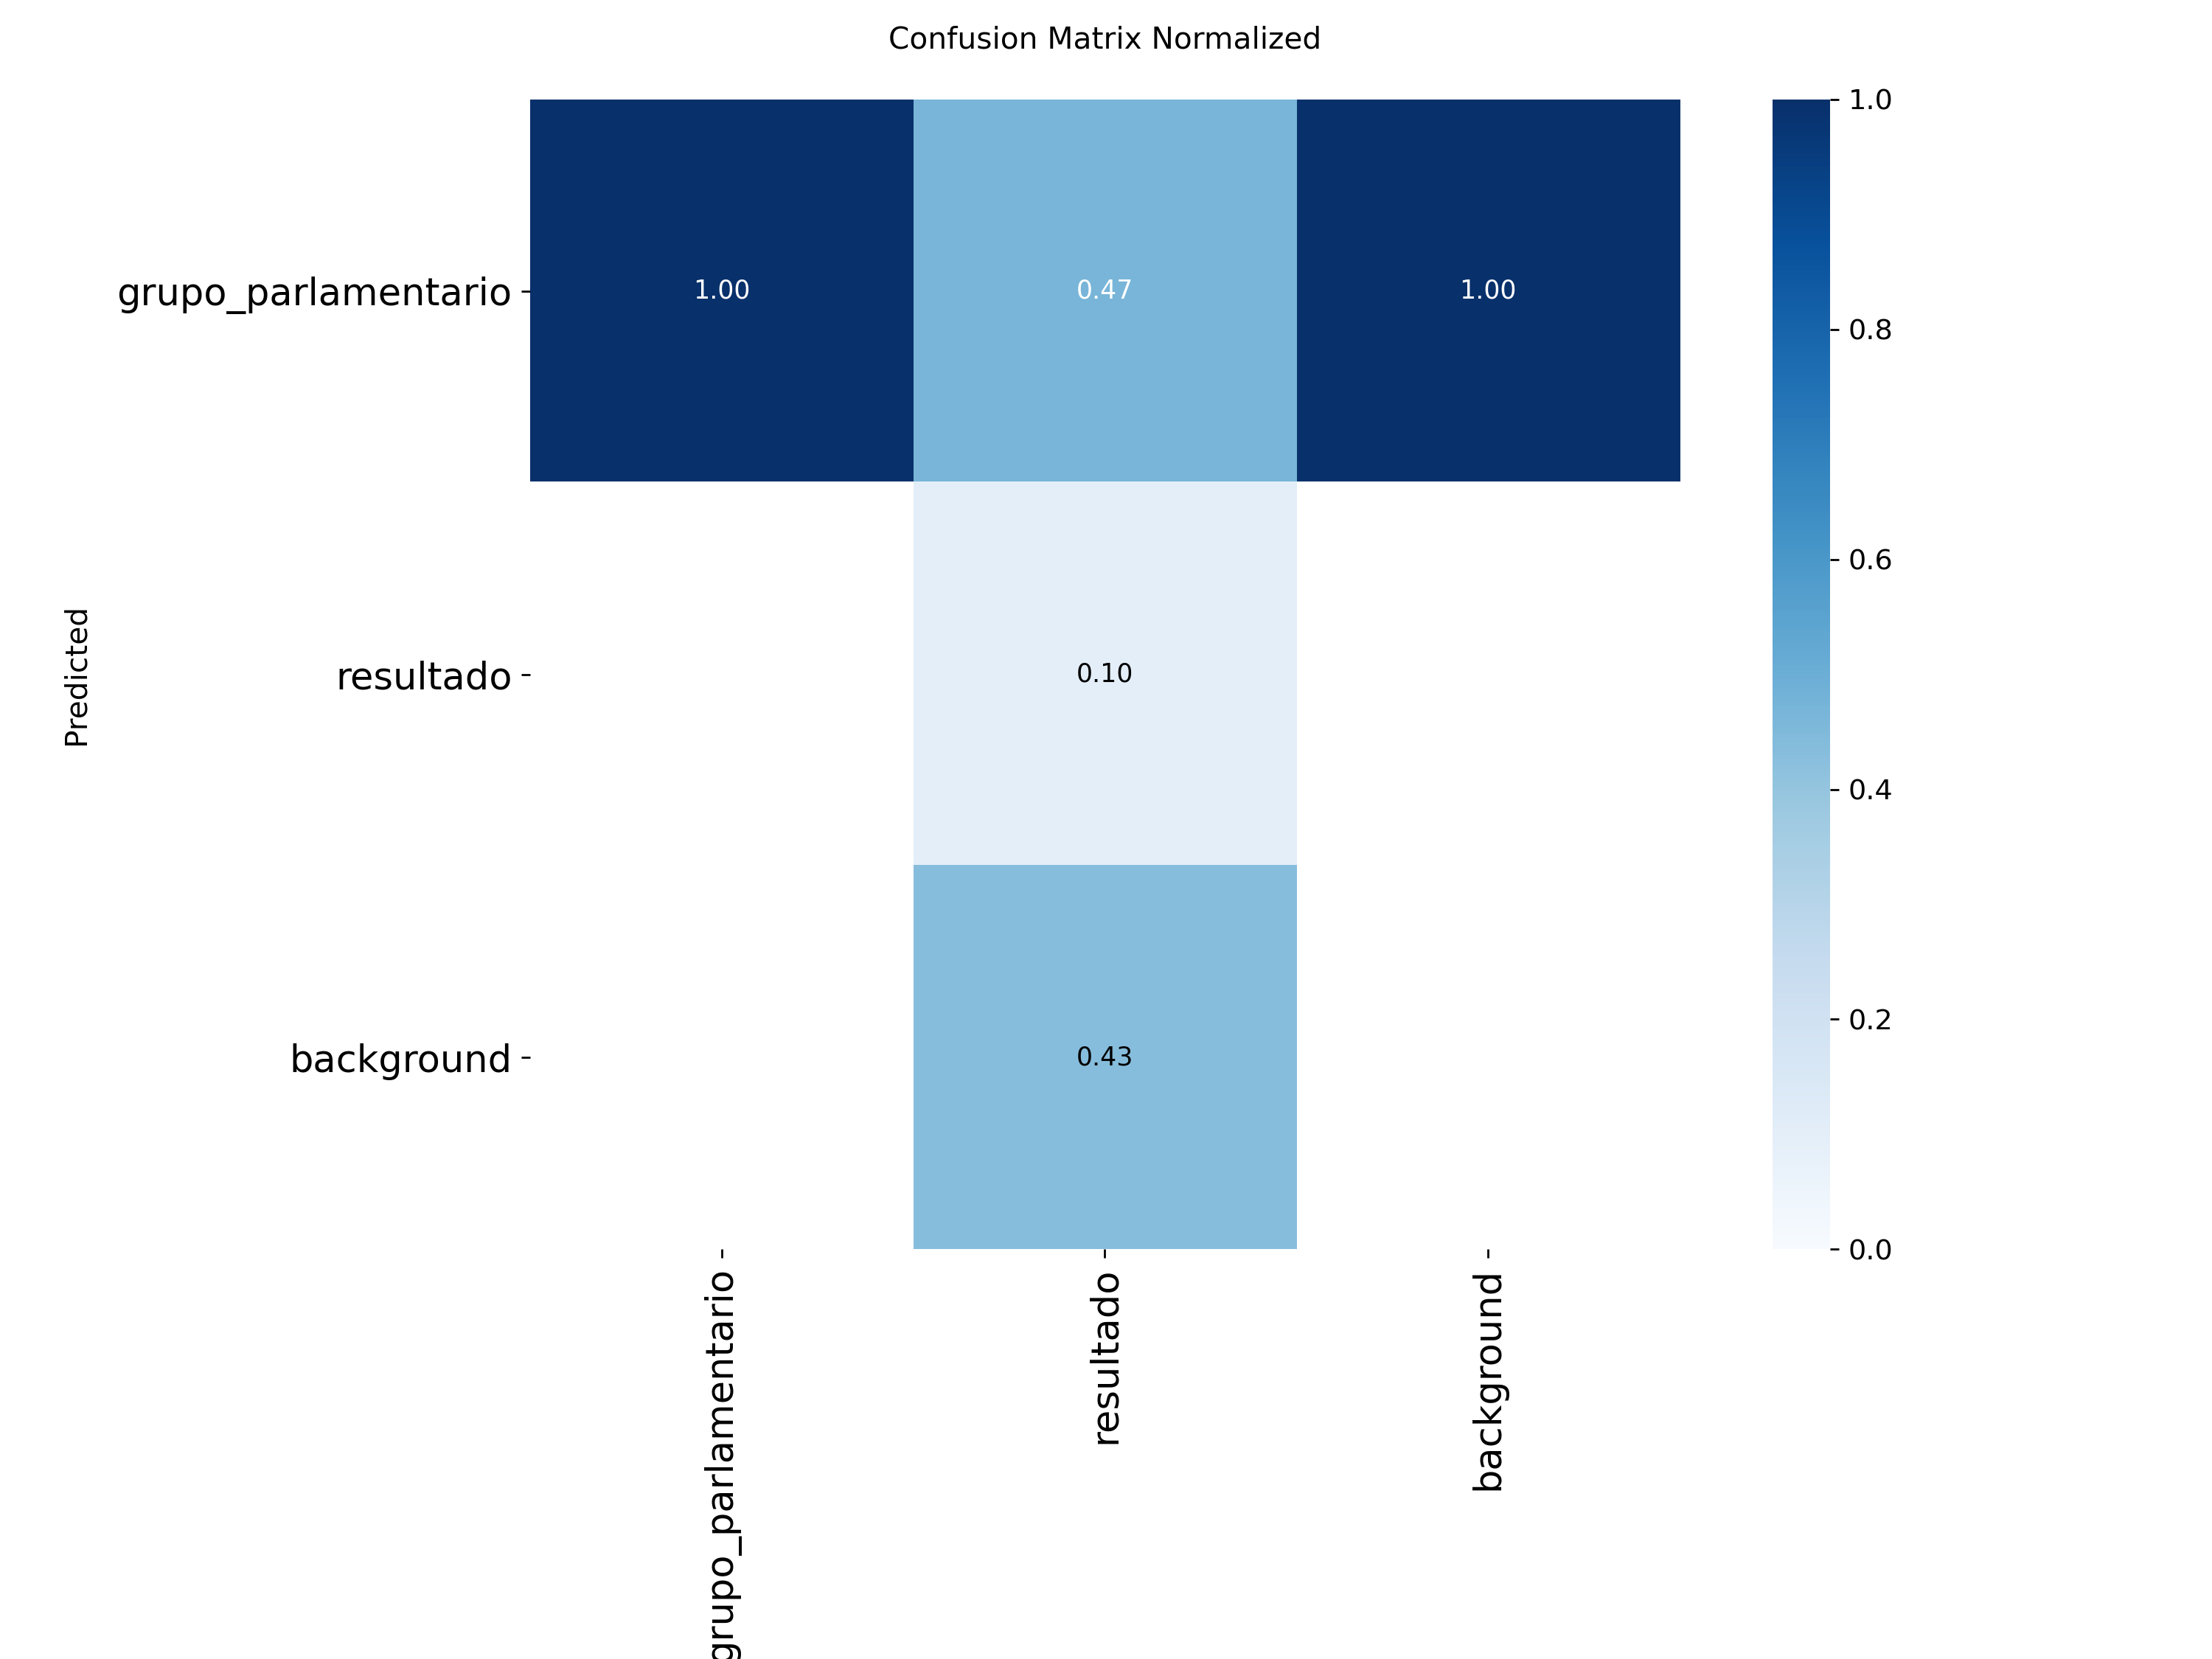 Confusion Matrix Normalized
1.0
grupo_parlamentario
1.00
0.47
1.00
0.8
0.6
Predicted
resultado
0.10
0.4
background
0.43
0.2
0.0
grupo_parlamentario
resultado
background